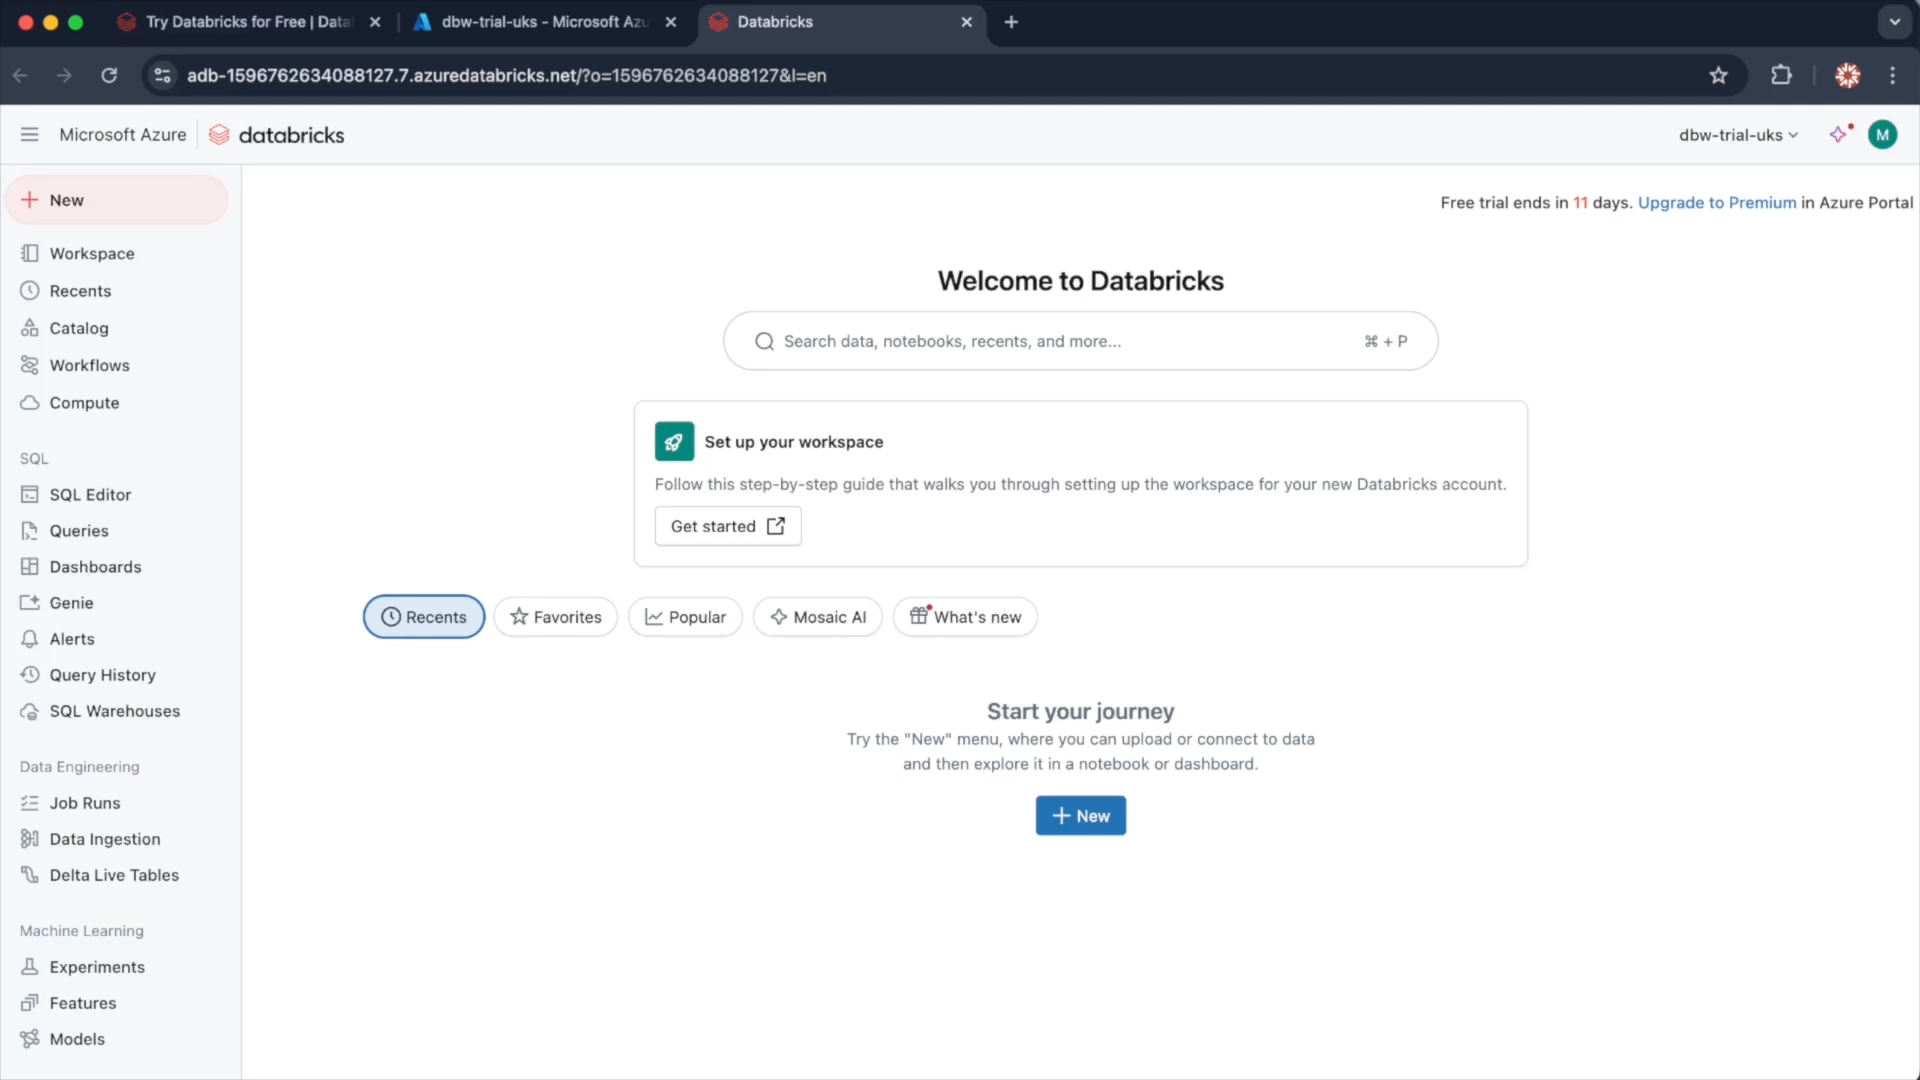 Try Databricks for Free | Data
dbw-trial-uks - Microsoft Azu
Databricks
adb-1596762634088127.7.azuredatabricks.net/?o=1596762634088127&l=en
Microsoft Azure
databricks
dbw-trial-uks
M
New
Workspace
Recents
Catalog
Workflows
Compute
SQL
SQL Editor
Queries
Dashboards
Genie
Alerts
Query History
SQL Warehouses
Data Engineering
Job Runs
Data Ingestion
Delta Live Tables
Machine Learning
Experiments
Features
Models
Free trial ends in 11 days. Upgrade to Premium in Azure Portal
Welcome to Databricks
Search data, notebooks, recents, and more... ⌘ + P
Set up your workspace
Follow this step-by-step guide that walks you through setting up the workspace for your new Databricks account.
Get started
Recents
Favorites
Popular
Mosaic AI
What's new
Start your journey
Try the "New" menu, where you can upload or connect to data
and then explore it in a notebook or dashboard.
New